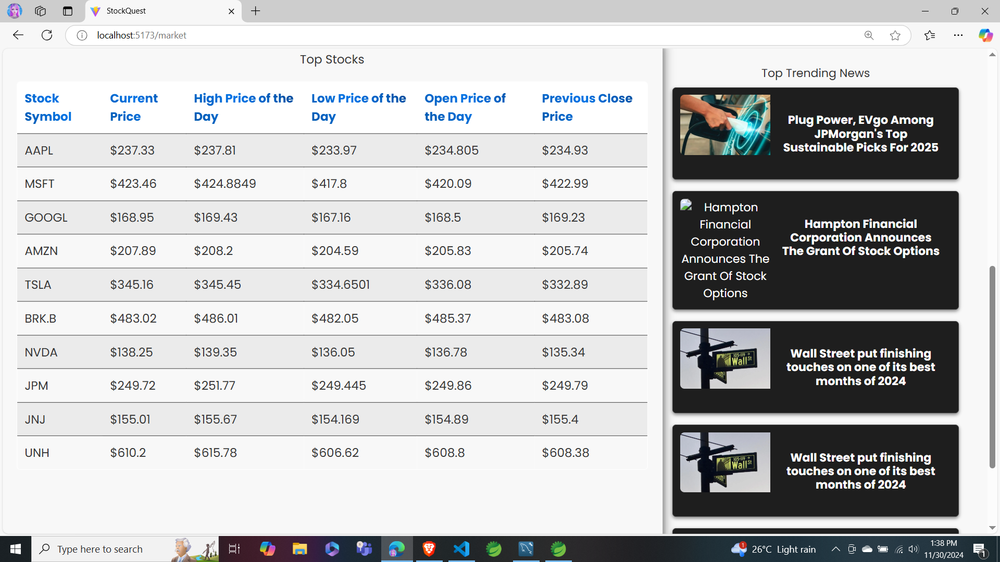 StockQuest
localhost:5173/market
Top Stocks
Stock Symbol	Current Price	High Price of the Day	Low Price of the Day	Open Price of the Day	Previous Close Price
AAPL	$237.33	$237.81	$233.97	$234.805	$234.93
MSFT	$423.46	$424.8849	$417.8	$420.09	$422.99
GOOGL	$168.95	$169.43	$167.16	$168.5	$169.23
AMZN	$207.89	$208.2	$204.59	$205.83	$205.74
TSLA	$345.16	$345.45	$334.6501	$336.08	$332.89
BRK.B	$483.02	$486.01	$482.05	$485.37	$483.08
NVDA	$138.25	$139.35	$136.05	$136.78	$135.34
JPM	$249.72	$251.77	$249.445	$249.86	$249.79
JNJ	$155.01	$155.67	$154.169	$154.89	$155.4
UNH	$610.2	$615.78	$606.62	$608.8	$608.38
Top Trending News
Plug Power, EVgo Among
JPMorgan's Top
Sustainable Picks For 2025
Hampton
Financial
Corporation
Announces The
Grant Of Stock
Options
Hampton Financial
Corporation Announces
The Grant Of Stock Options
105-119 →
Wall St
Wall Street put finishing
touches on one of its best
months of 2024
105-119 →
Wall St
Wall Street put finishing
touches on one of its best
months of 2024
Type here to search
1
26°C Light rain
1:38 PM
11/30/2024
1